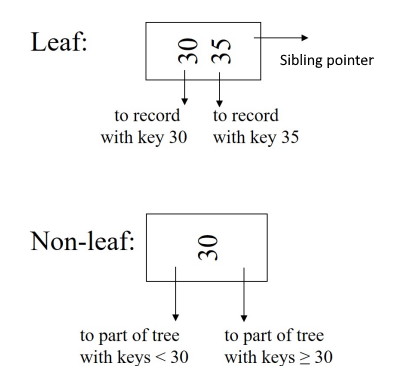 Leaf:
30 35
Sibling pointer
to record
with key 30
to record
with key 35
Non-leaf:
30
to part of tree
with keys < 30
to part of tree
with keys ≥ 30